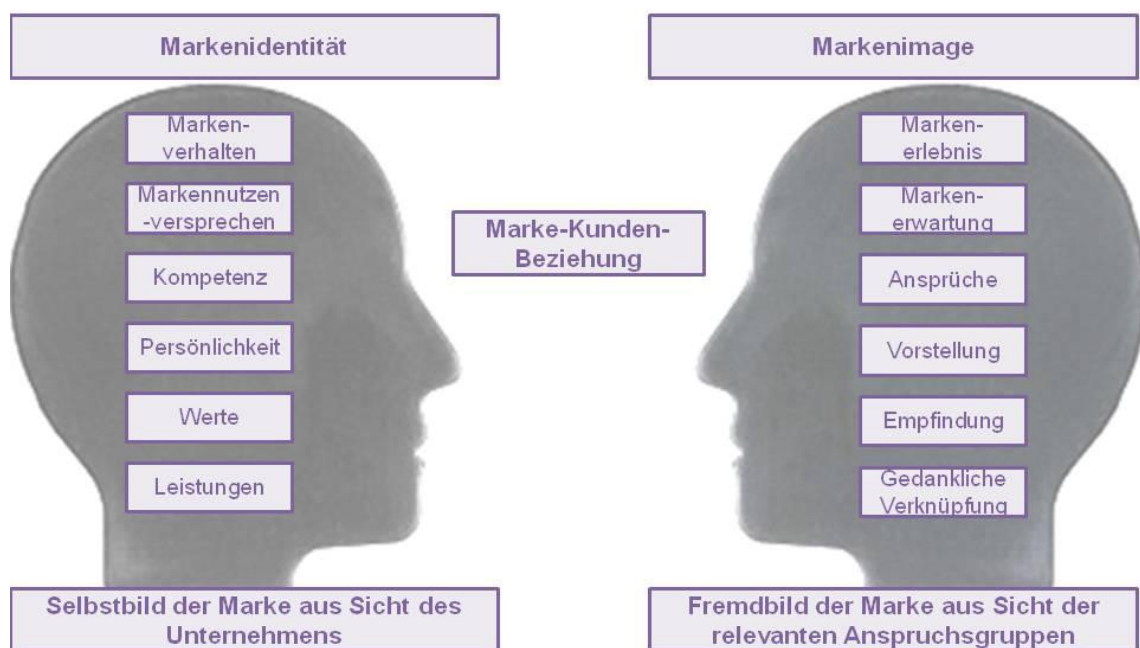 Markenidentität
Marken-
verhalten
Markennutzen
-versprechen
Kompetenz
Persönlichkeit
Werte
Leistungen
Selbstbild der Marke aus Sicht des
Unternehmens
Marke-Kunden-
Beziehung
Markenimage
Marken-
erlebnis
Marken-
erwartung
Ansprüche
Vorstellung
Empfindung
Gedankliche
Verknüpfung
Fremdbild der Marke aus Sicht der
relevanten Anspruchsgruppen